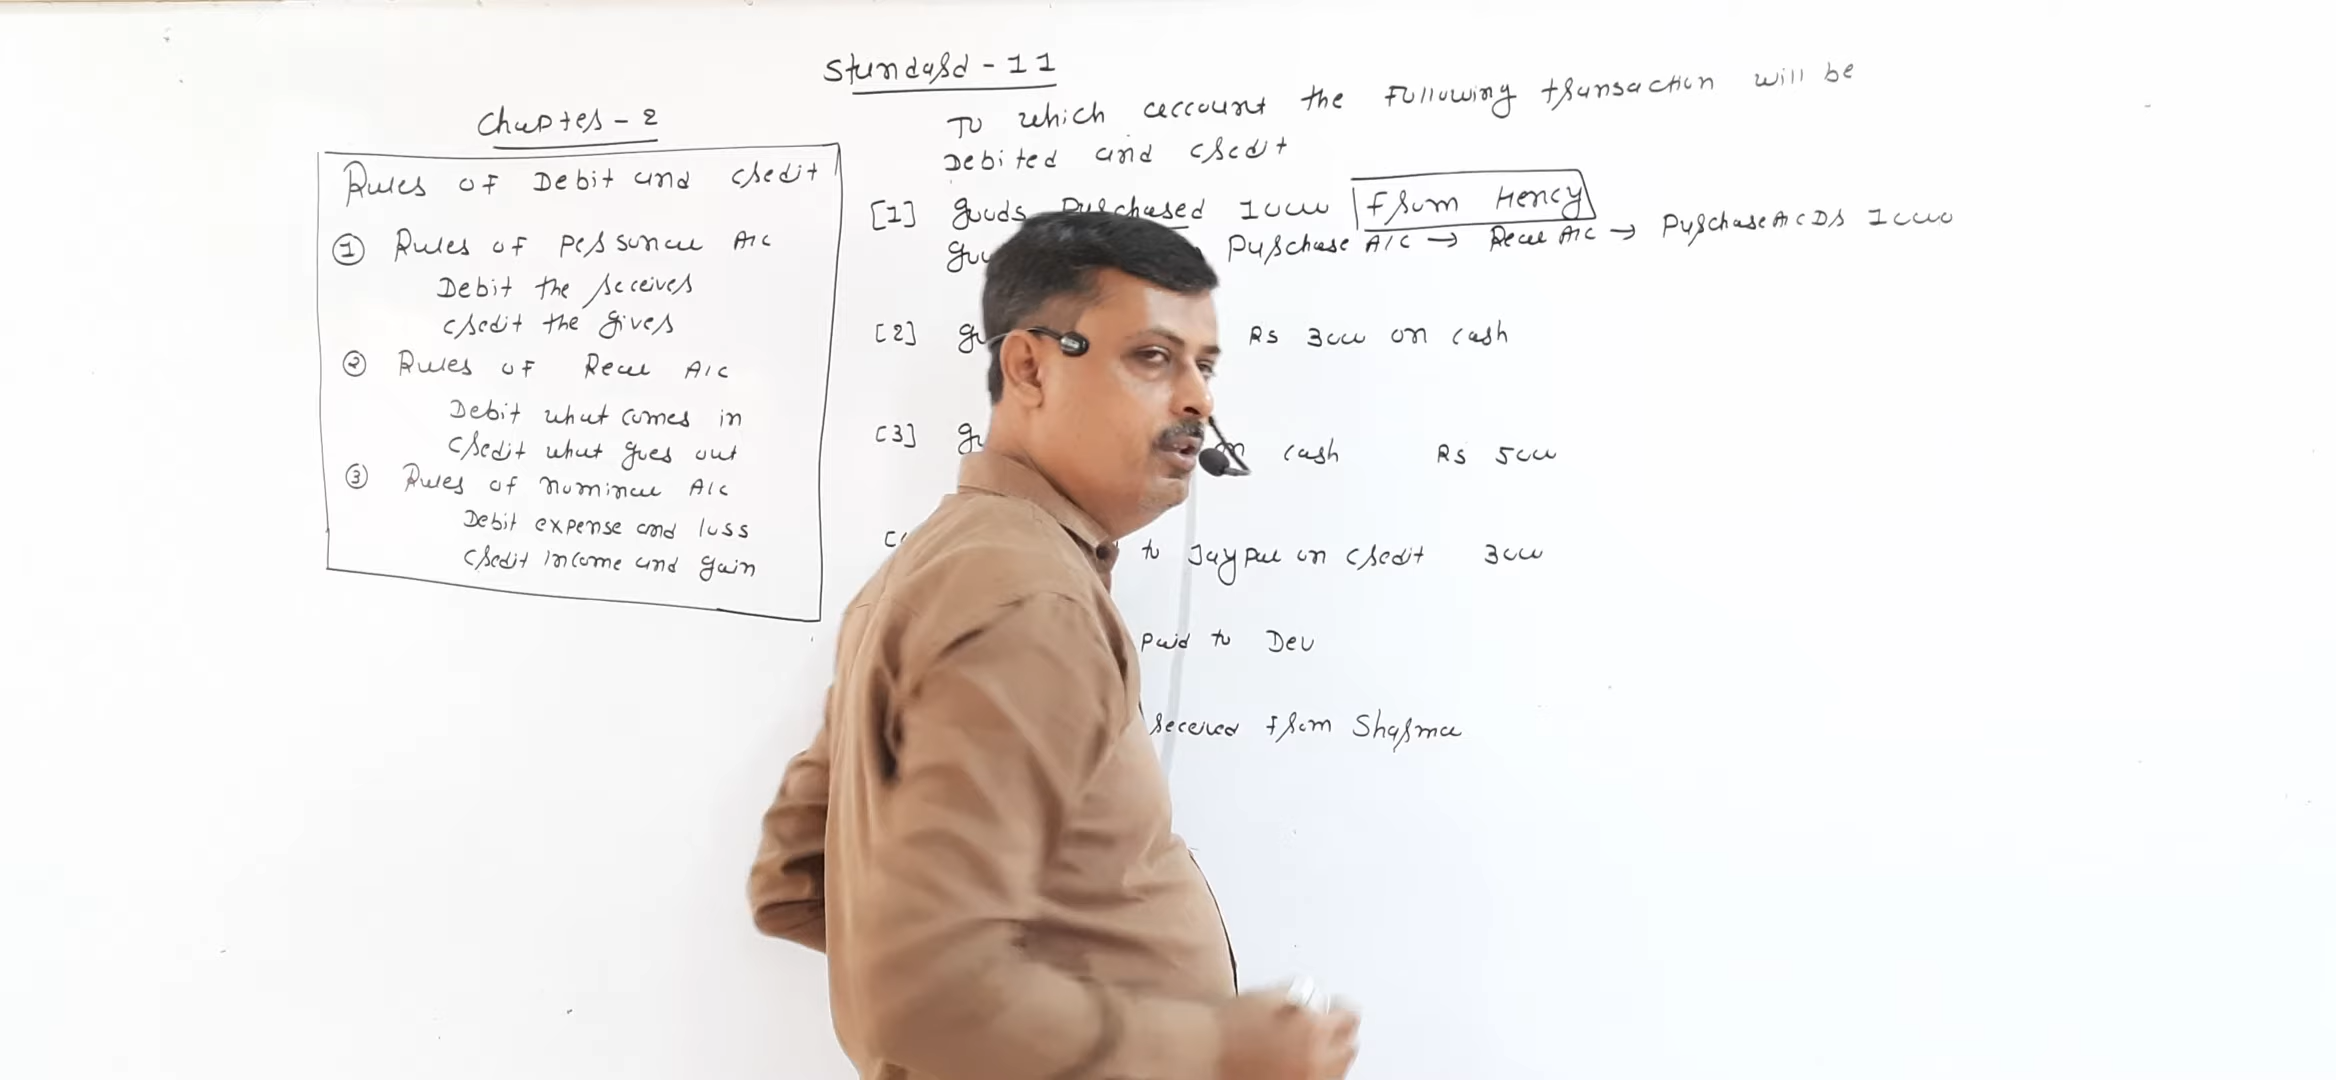 Standard - 11
Chapter - 2
Rules of Debit and credit
① Rules of personal A/c
Debit the receiver
credit the giver
② Rules of Real A/c
Debit what comes in
credit what goes out
③ Rules of nominal A/c
Debit expense and loss
credit income and gain
To which account the following transaction will be
Debited and credit
[1] goods purchased 1000 from Hency
Purchase A/c → Real A/c → Purchase A/c Dr 1000
[2] Rs 300 on cash
[3] cash Rs 500
to Jaypal on credit 300
paid to Dev
received from Sharma